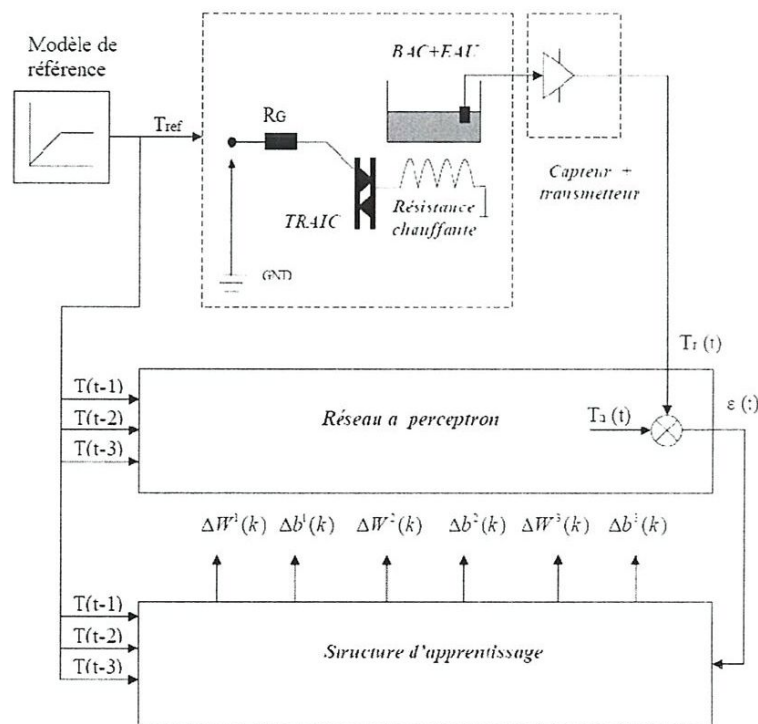 Modèle de
référence
Tref
RG
TRAIC
GND
BAC+EAU
Résistance
chauffante
Capteur +
transmetteur
Tr (t)
T(t-1)
T(t-2)
T(t-3)
Réseau a perceptron
(t)
ε (t)
ΔW¹(k) Δb¹(k) ΔW²(k) Δb²(k) ΔW³(k) Δb³(k)
T(t-1)
T(t-2)
T(t-3)
Structure d'apprentissage